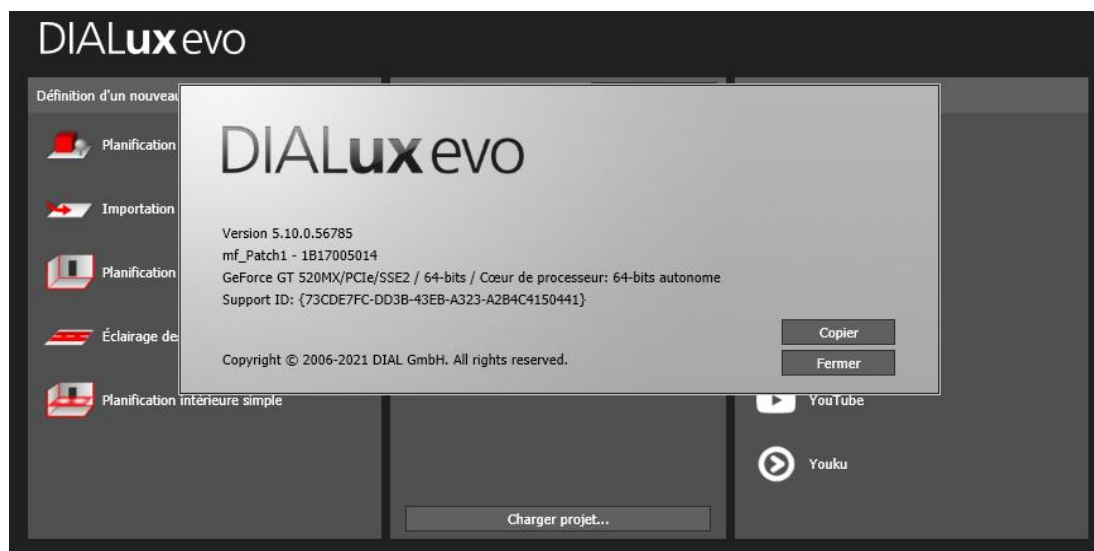 DIALux evo
Définition d'un nouveau
Planification
Importation
Planification
Éclairage de
Planification intérieure simple
DIALux evo
Version 5.10.0.56785
mf_Patch1 - 1B17005014
GeForce GT 520MX/PCIe/SSE2 / 64-bits / Cœur de processeur: 64-bits autonome
Support ID: {73CDE7FC-DD3B-43EB-A323-A2B4C4150441}
Copyright © 2006-2021 DIAL GmbH. All rights reserved.
Copier
Fermer
Charger projet...
YouTube
Youku